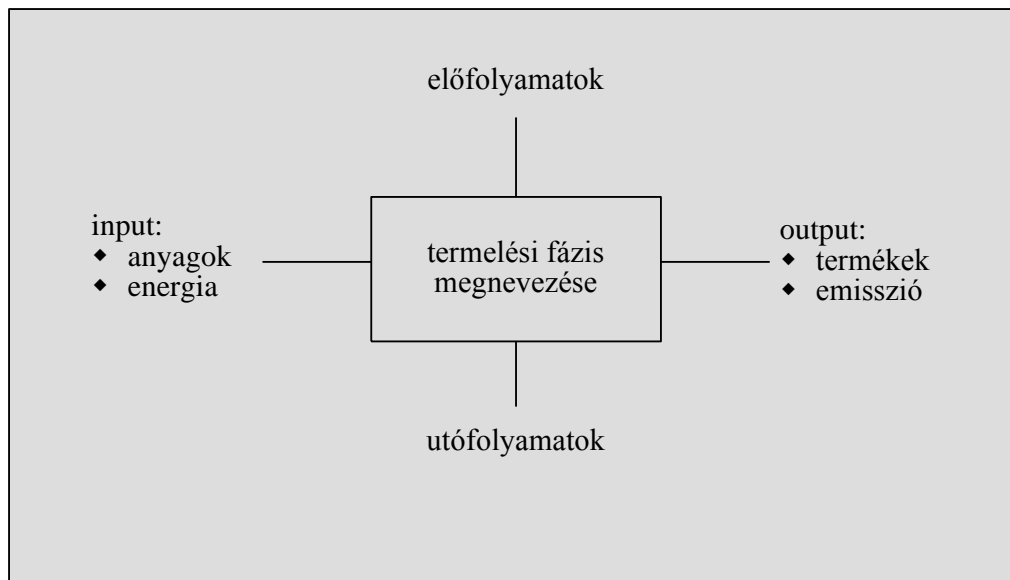 előfolyamatok
input:
◆ anyagok
◆ energia
termelési fázis
megnevezése
output:
◆ termékek
◆ emisszió
utófolyamatok